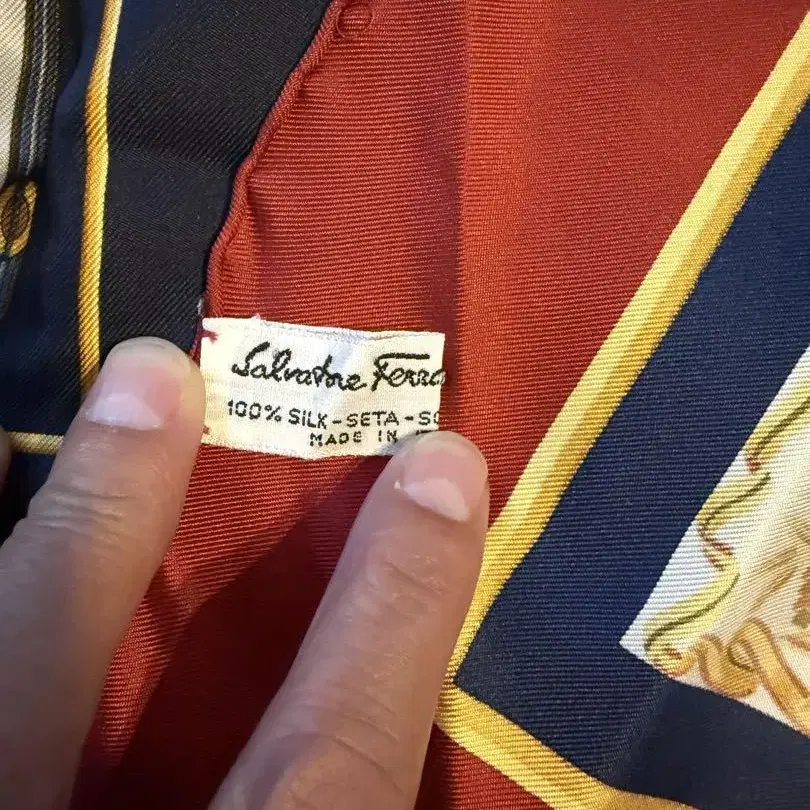 Salvatore Ferra
100% SILK-SETA-SO
MADE IN